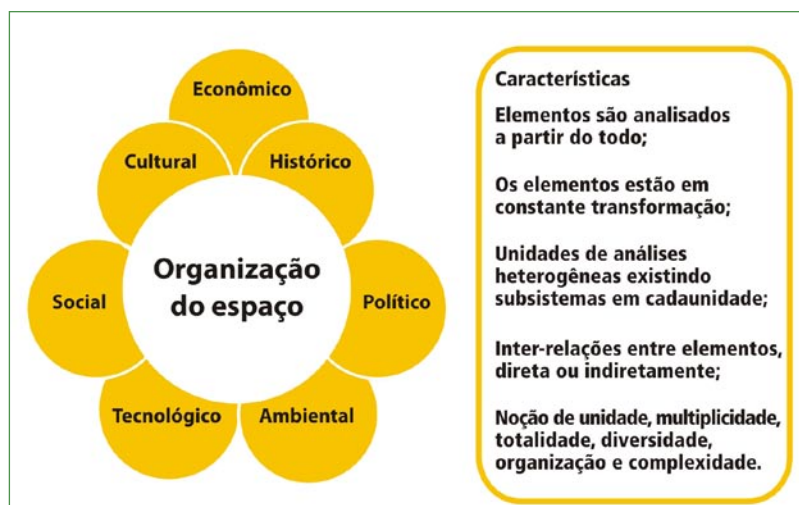 Econômico
Cultural
Histórico
Organização
do espaço
Social
Político
Tecnológico
Ambiental
Características
Elementos são analisados
a partir do todo;
Os elementos estão em
constante transformação;
Unidades de análises
heterogêneas existindo
subsistemas em cadaunidade;
Inter-relações entre elementos,
direta ou indiretamente;
Noção de unidade, multiplicidade,
totalidade, diversidade,
organização e complexidade.